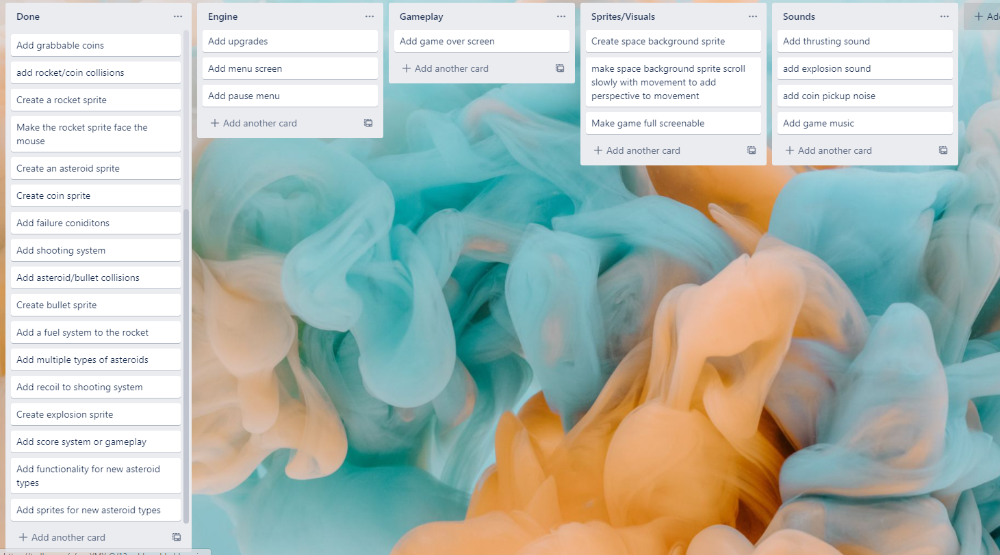 Done
Add grabbable coins
add rocket/coin collisions
Create a rocket sprite
Make the rocket sprite face the
mouse
Create an asteroid sprite
Create coin sprite
Add failure coniditons
Add shooting system
Add asteroid/bullet collisions
Create bullet sprite
Add a fuel system to the rocket
Add multiple types of asteroids
Add recoil to shooting system
Create explosion sprite
Add score system or gameplay
Add functionality for new asteroid
types
Add sprites for new asteroid types
+ Add another card
Engine
Add upgrades
Add menu screen
Add pause menu
+ Add another card
Gameplay
Add game over screen
+ Add another card
Sprites/Visuals
Create space background sprite
make space background sprite scroll
slowly with movement to add
perspective to movement
Make game full screenable
+ Add another card
Sounds
Add thrusting sound
add explosion sound
add coin pickup noise
Add game music
+ Add another card
+ Add